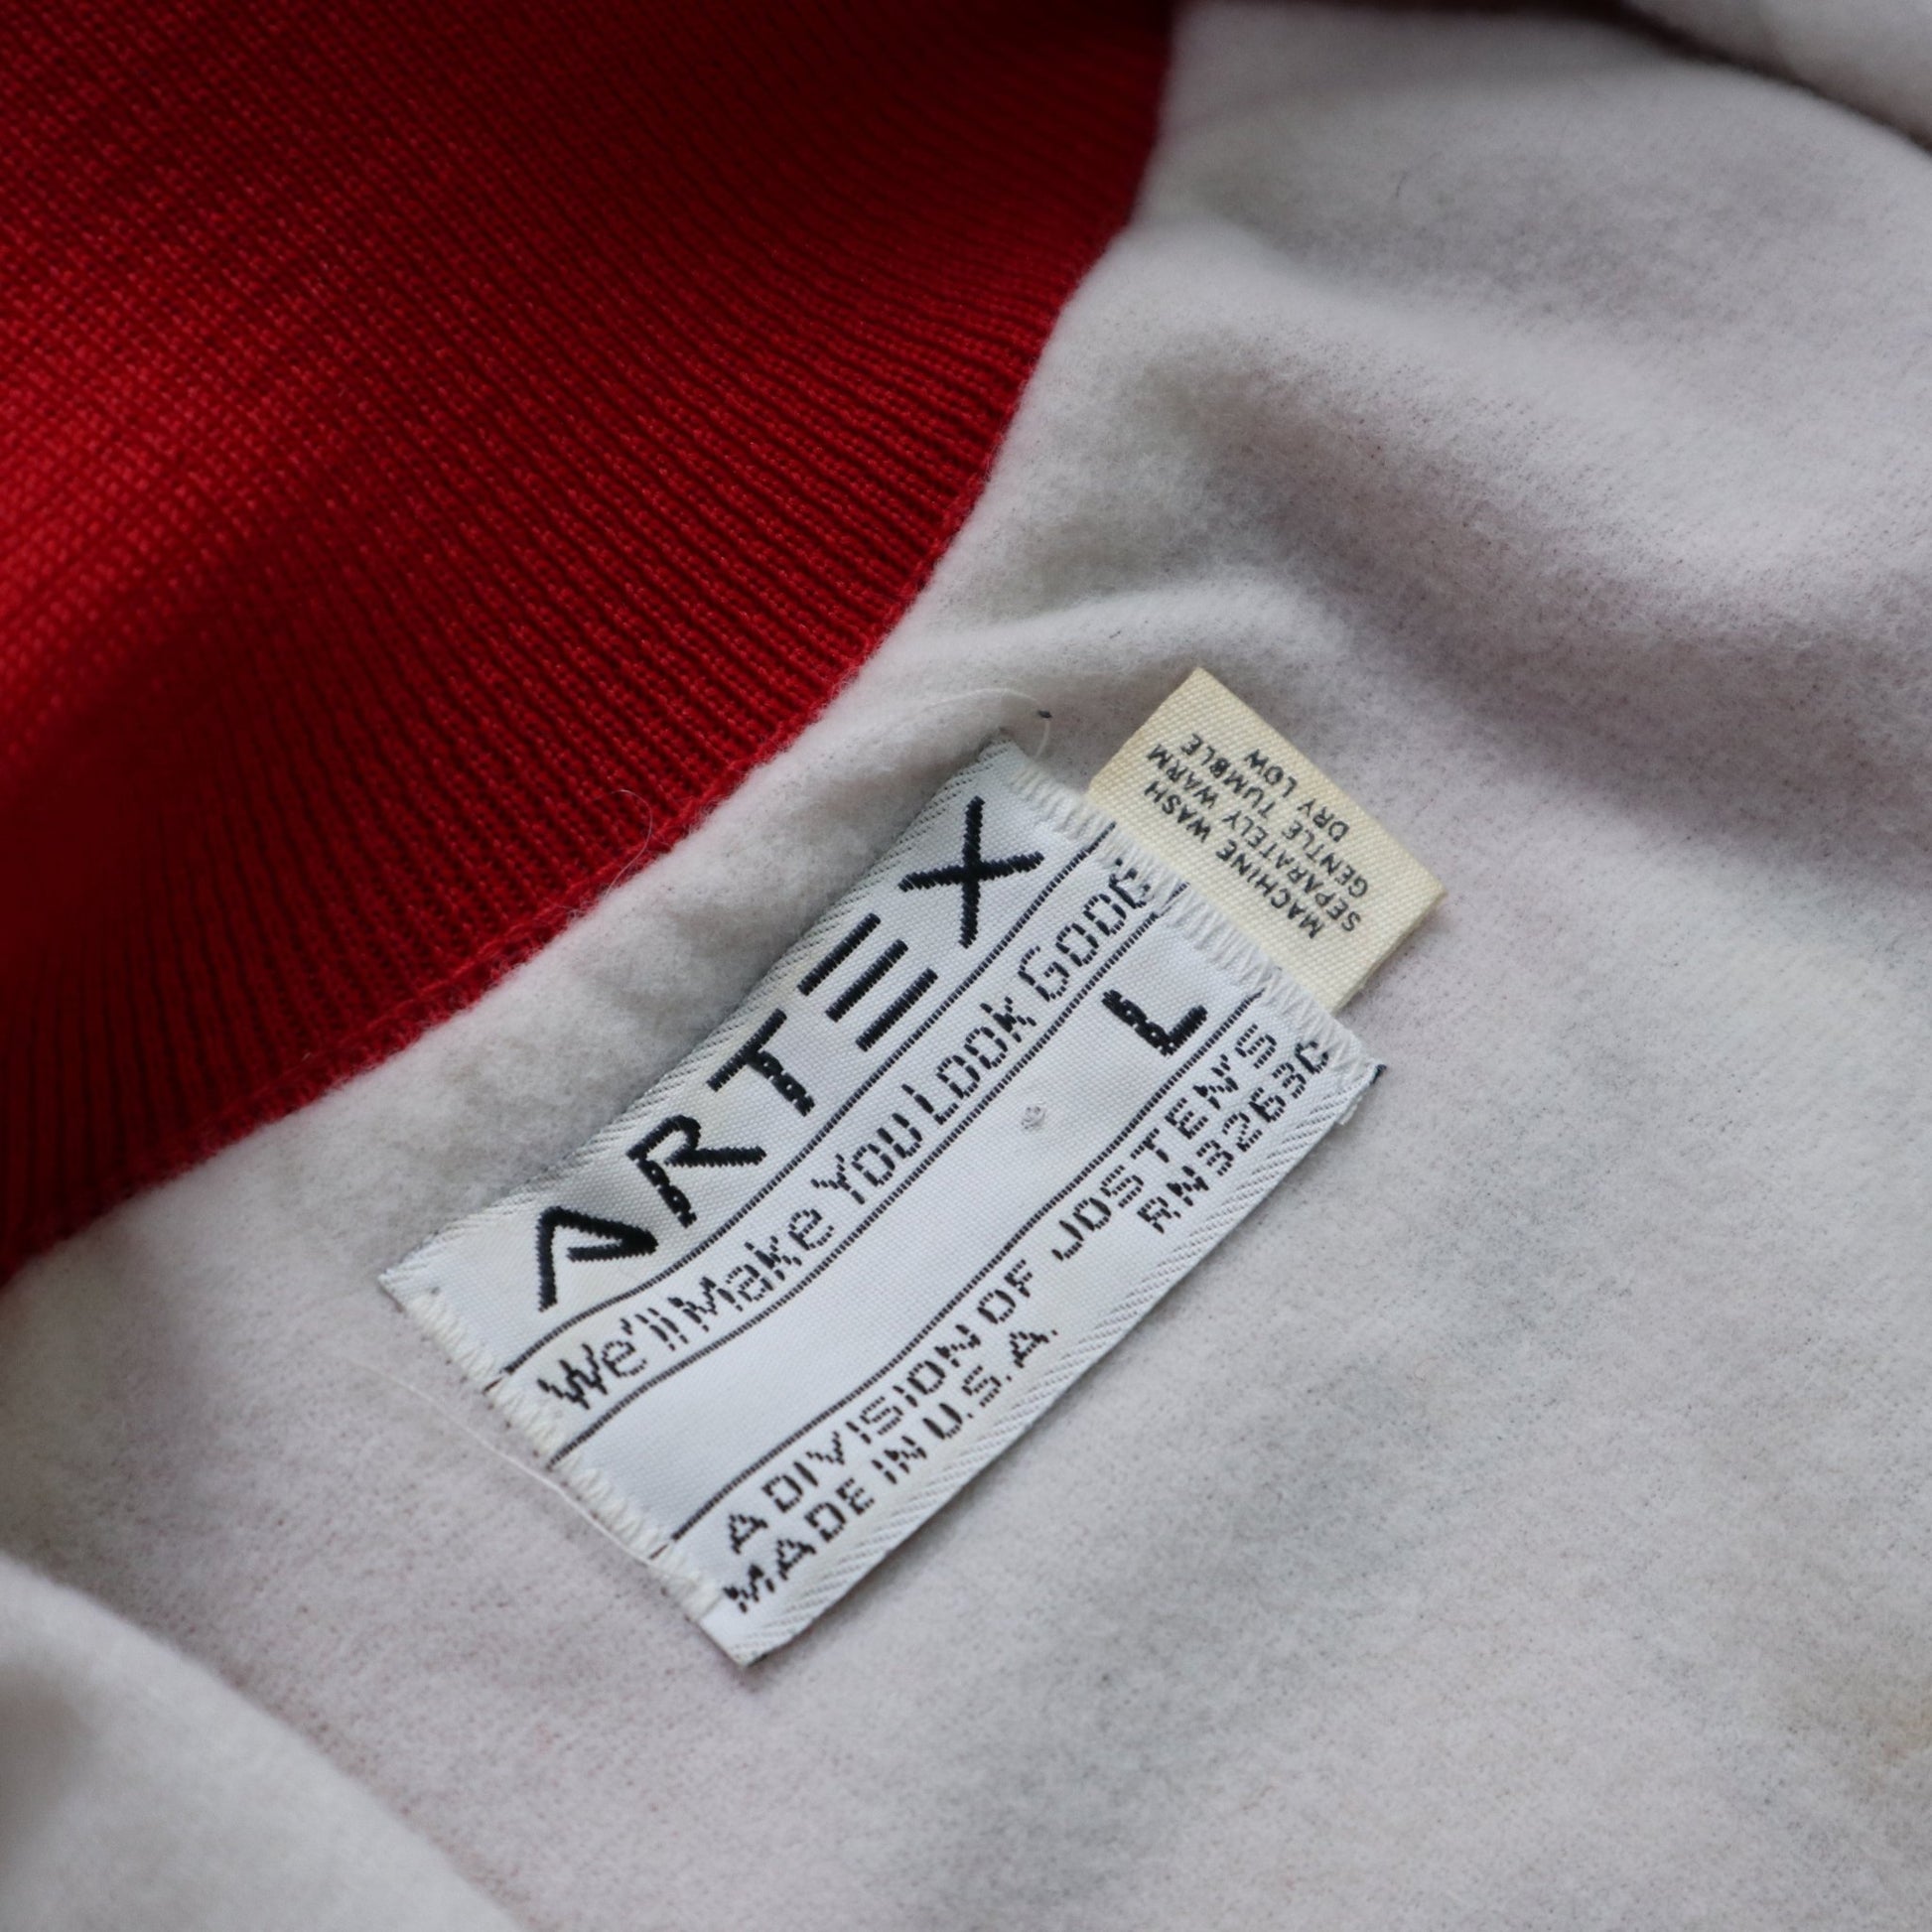 ARTEX
We'll Make You Look Good
L
A DIVISION OF JOSTEN'S
MADE IN U.S.A. RN32630
MACHINE WASH
SEPARATELY WARM
GENTLE TUMBLE
DRY LOW